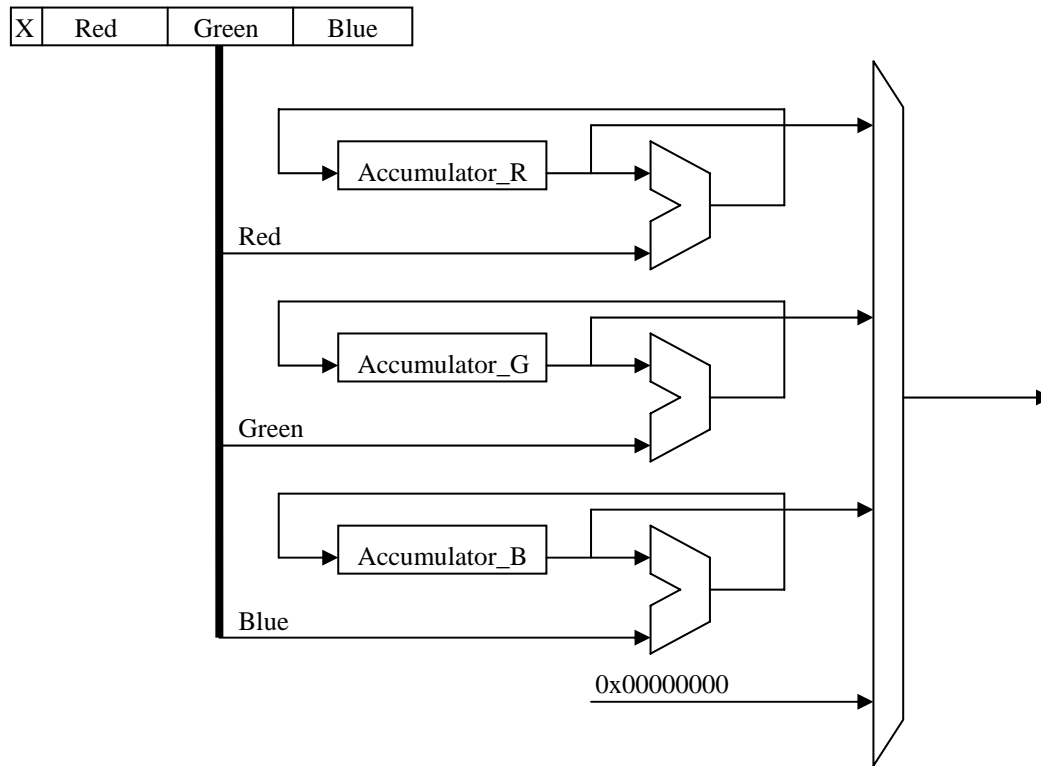 X Red Green Blue
Accumulator_R
Red
Accumulator_G
Green
Accumulator_B
Blue
0x00000000